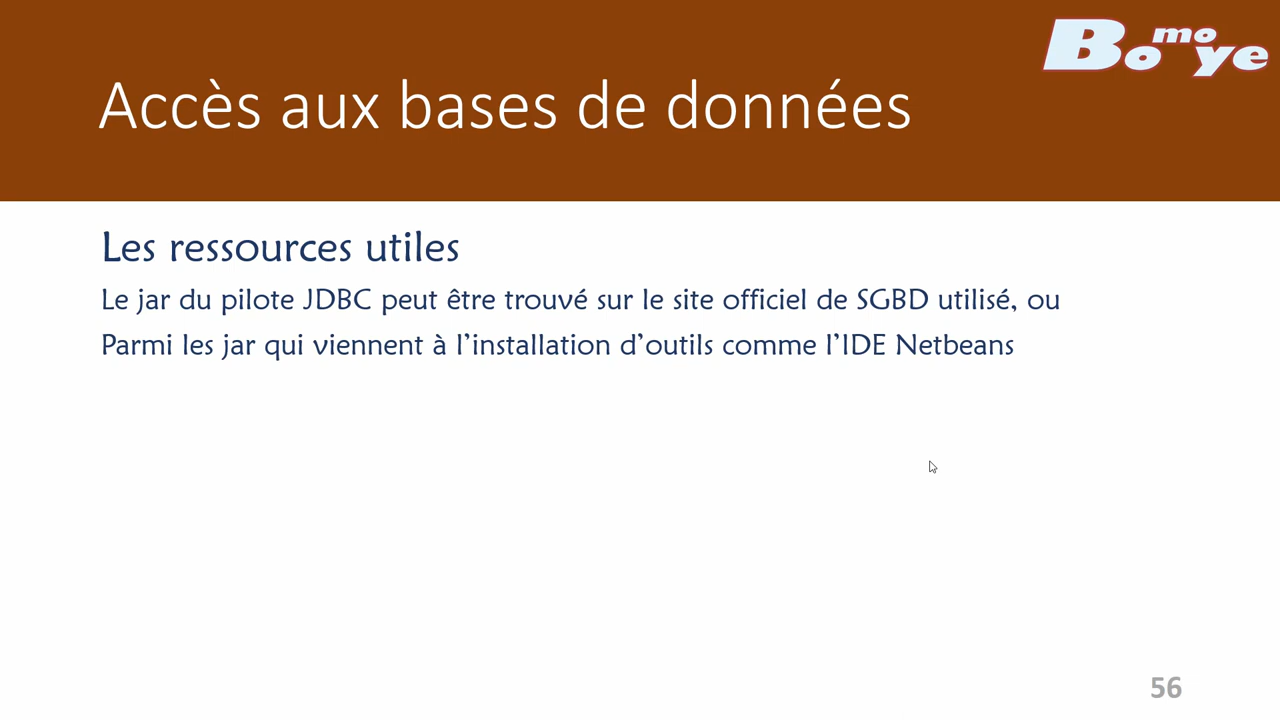 Bomoye
Accès aux bases de données
Les ressources utiles
Le jar du pilote JDBC peut être trouvé sur le site officiel de SGBD utilisé, ou
Parmi les jar qui viennent à l’installation d’outils comme l’IDE Netbeans
56